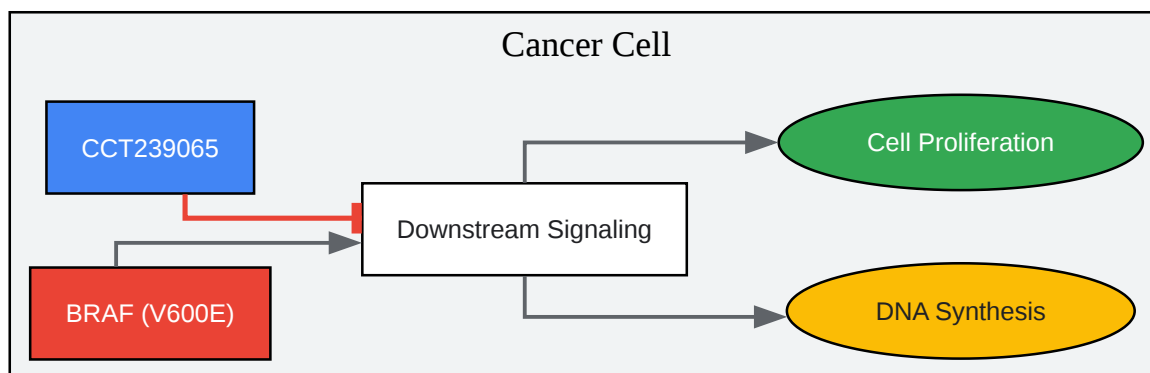 Cancer Cell
CCT239065
Cell Proliferation
Downstream Signaling
BRAF (V600E)
DNA Synthesis